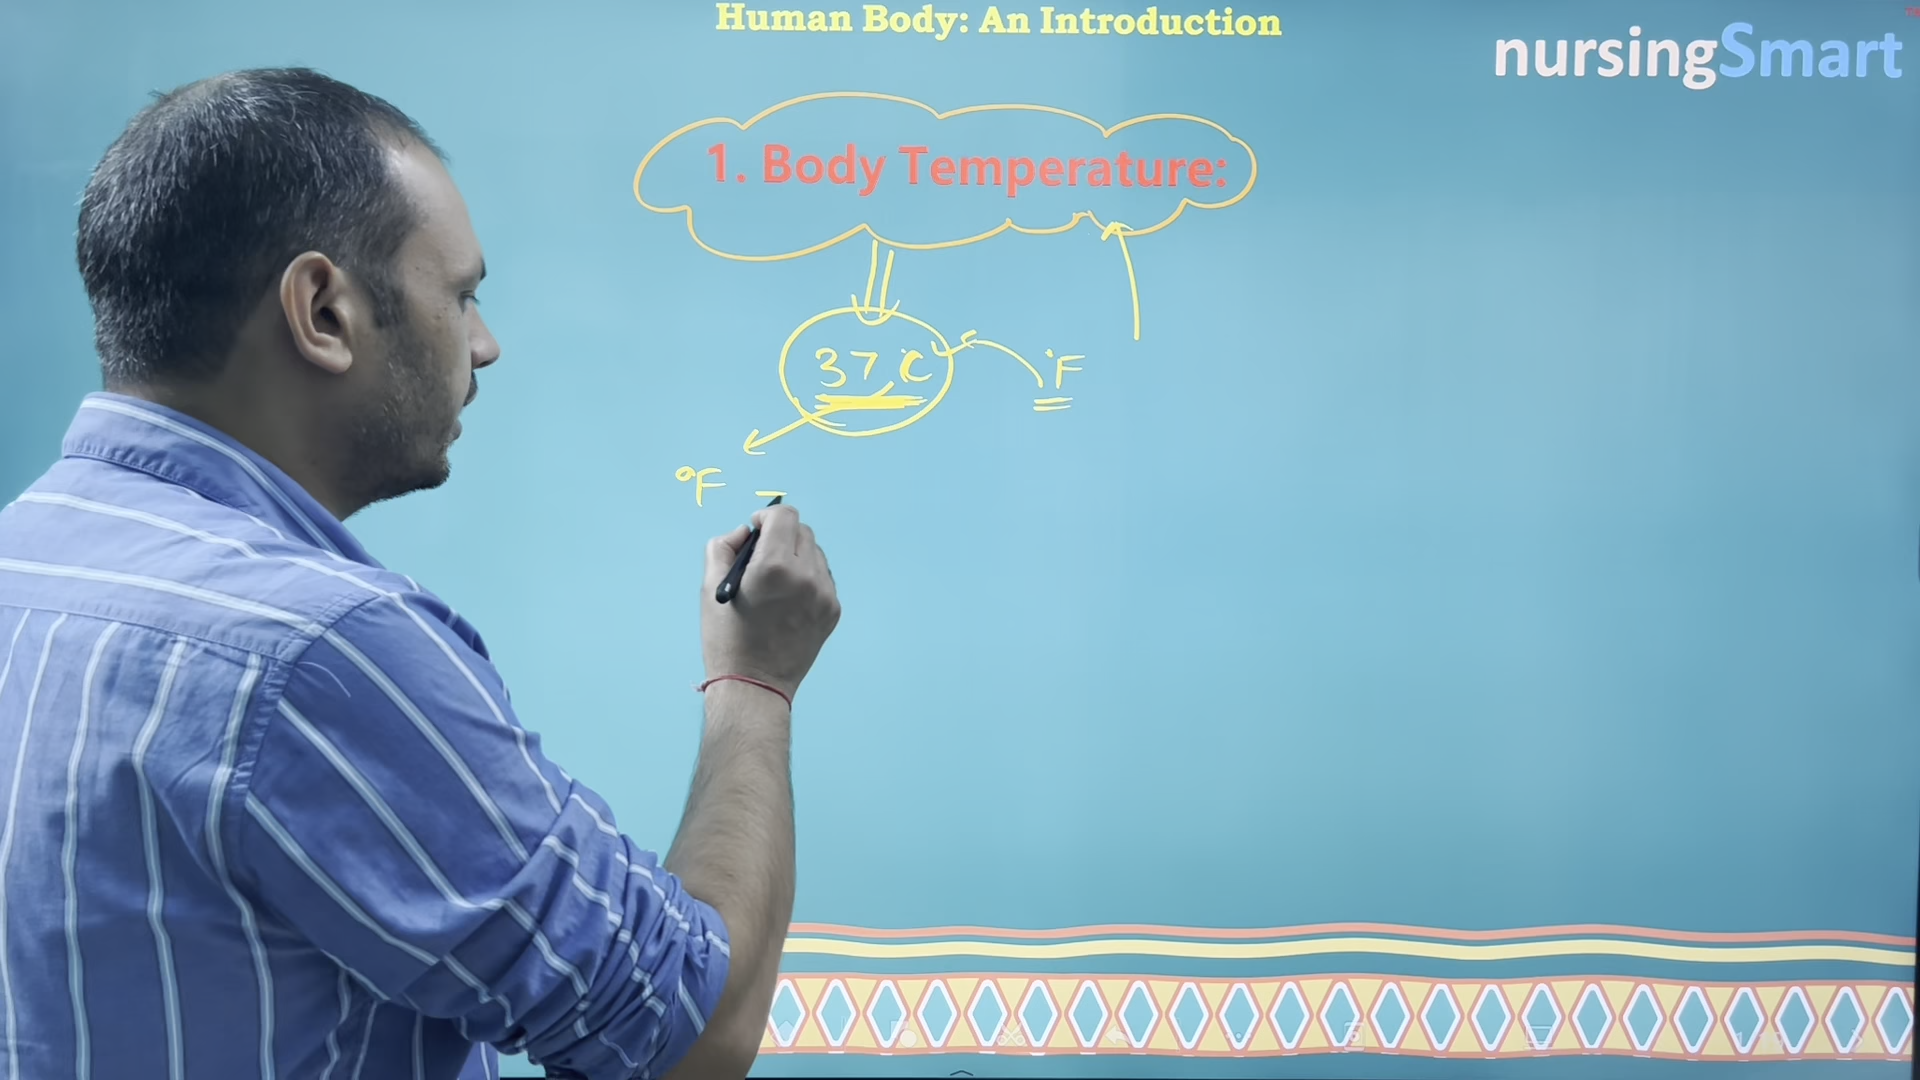 Human Body: An Introduction
nursingSmart
1. Body Temperature:
37°C
°F
°F =